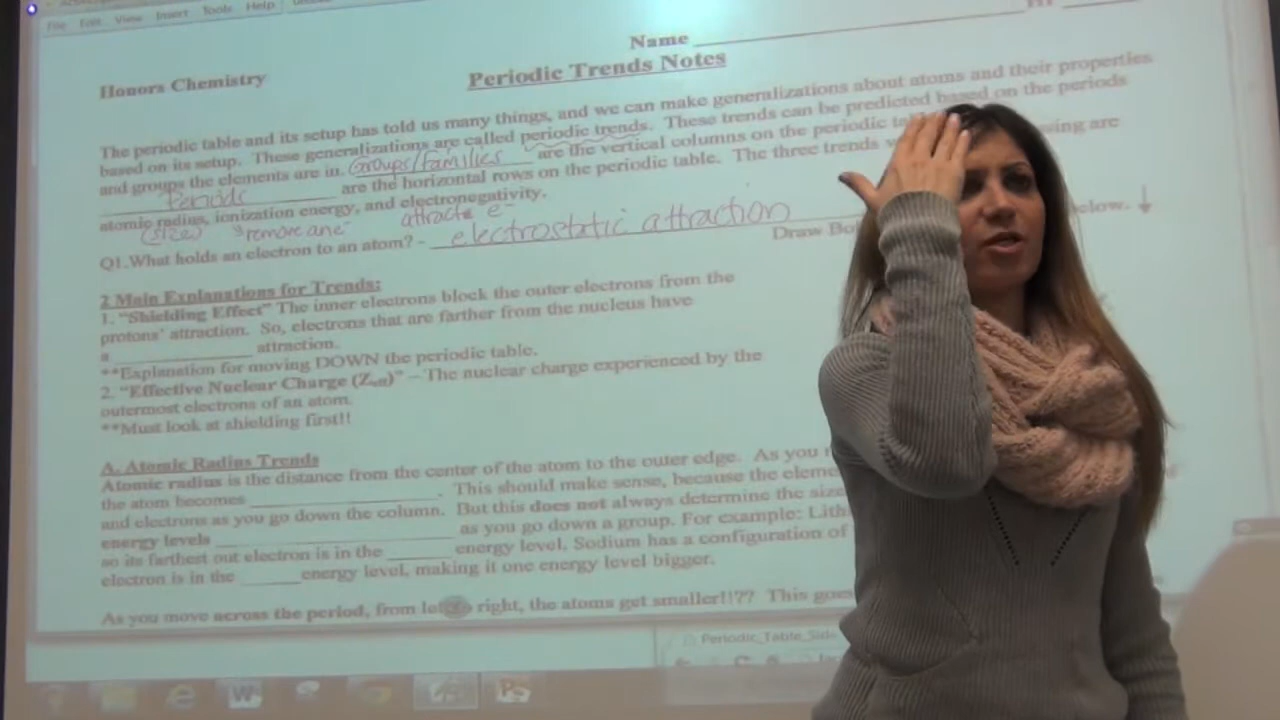 File Edit View Insert Tools Help
Name
Honors Chemistry
Periodic Trends Notes
The periodic table and its setup has told us many things, and we can make generalizations about atoms and their properties
based on its setup. These generalizations are called periodic trends. These trends can be predicted based on the periods
and groups the elements are in. Groups/families are the vertical columns on the periodic
Periods are the horizontal rows on the periodic table. The three trends
atomic radius, ionization energy, and electronegativity.
(size) "remove an e-" attracts e-
Q1.What holds an electron to an atom? - electrostatic attraction
Draw elow. ↓
2 Main Explanations for Trends:
1. "Shielding Effect" The inner electrons block the outer electrons from the
protons' attraction. So, electrons that are farther from the nucleus have
a attraction.
**Explanation for moving DOWN the periodic table.
2. "Effective Nuclear Charge (Zeff)" – The nuclear charge experienced by the
outermost electrons of an atom.
**Must look at shielding first!!
A. Atomic Radius Trends
Atomic radius is the distance from the center of the atom to the outer edge. As you
the atom becomes . This should make sense, because the eleme
and electrons as you go down the column. But this does not always determine the size
energy levels as you go down a group. For example: Lith
so its farthest out electron is in the energy level. Sodium has a configuration of
electron is in the energy level, making it one energy level bigger.
As you move across the period, from left to right, the atoms get smaller!!?? This goes
Periodic_Table_Side